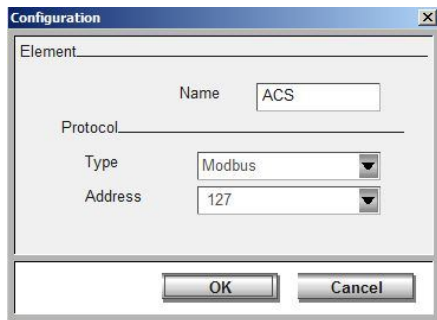 Configuration
Element
Name ACS
Protocol
Type Modbus
Address 127
OK Cancel